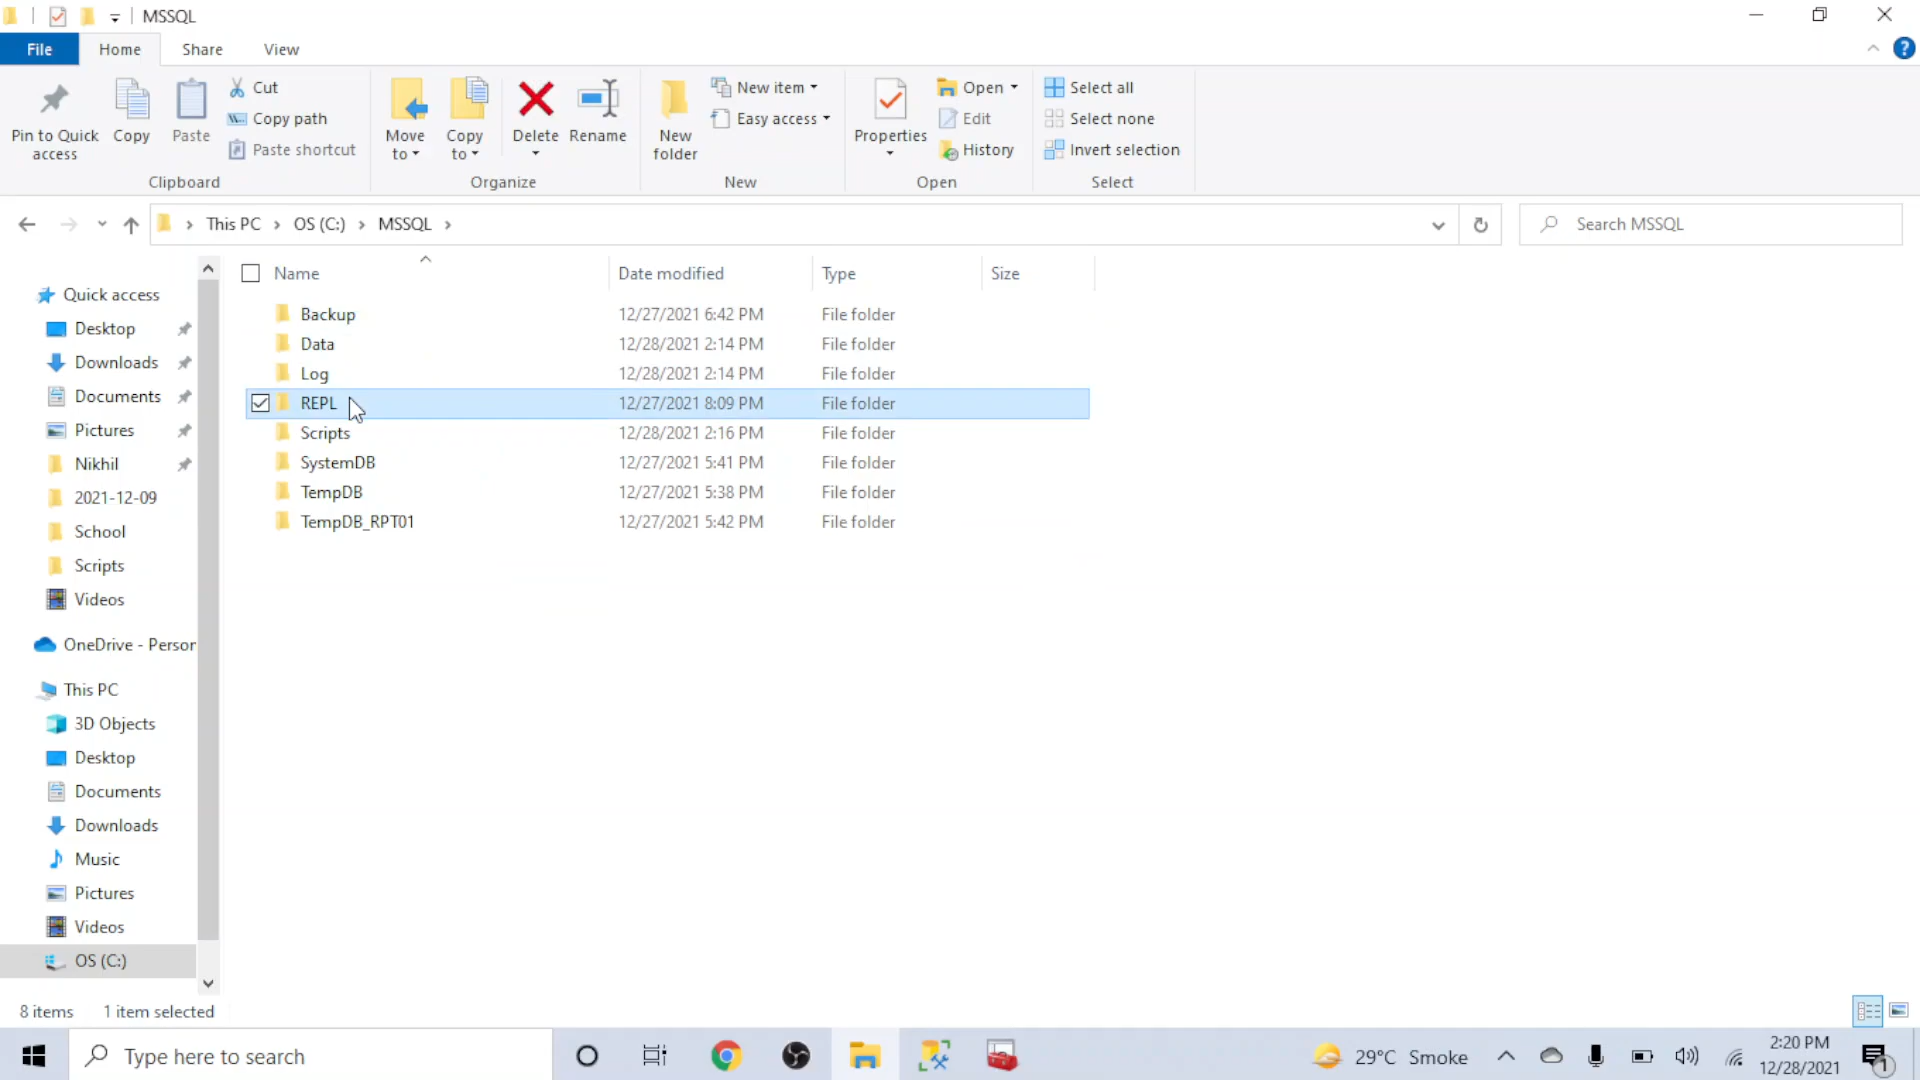 MSSQL
File Home Share View
Pin to Quick access
Copy
Paste
Cut
Copy path
Paste shortcut
Clipboard
Move to
Copy to
Delete
Rename
Organize
New folder
New item
Easy access
New
Properties
Open
Edit
History
Open
Select all
Select none
Invert selection
Select
This PC > OS (C:) > MSSQL >
Search MSSQL
Quick access
Desktop
Downloads
Documents
Pictures
Nikhil
2021-12-09
School
Scripts
Videos
OneDrive - Person
This PC
3D Objects
Desktop
Documents
Downloads
Music
Pictures
Videos
OS (C:)
Name Date modified Type Size
Backup 12/27/2021 6:42 PM File folder
Data 12/28/2021 2:14 PM File folder
Log 12/28/2021 2:14 PM File folder
REPL 12/27/2021 8:09 PM File folder
Scripts 12/28/2021 2:16 PM File folder
SystemDB 12/27/2021 5:41 PM File folder
TempDB 12/27/2021 5:38 PM File folder
TempDB_RPT01 12/27/2021 5:42 PM File folder
8 items 1 item selected
Type here to search
29°C Smoke
2:20 PM
12/28/2021
1